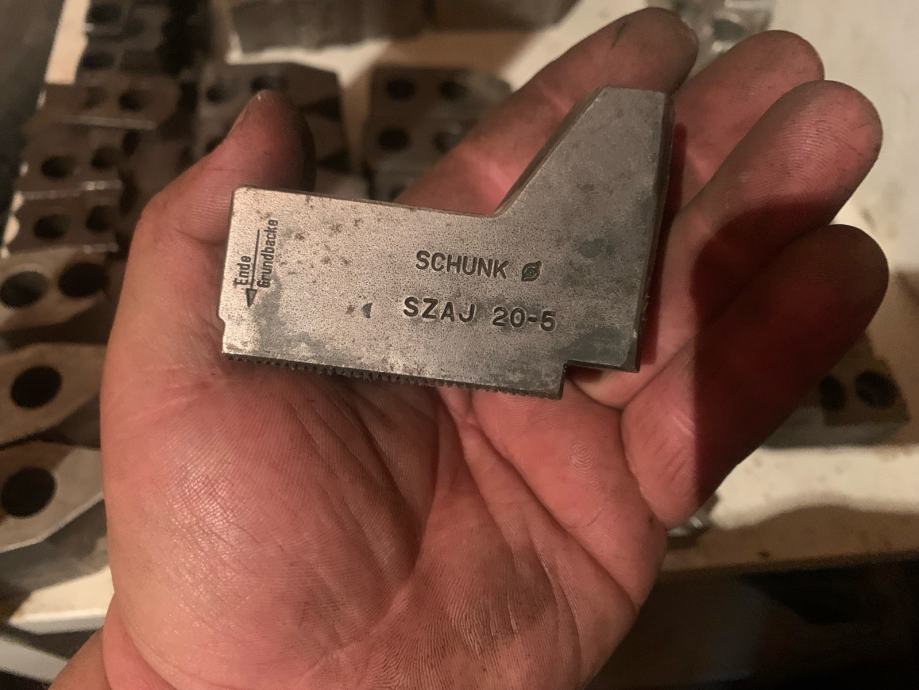 Ende
Grundbacke
SCHUNK
SZAJ 20-5